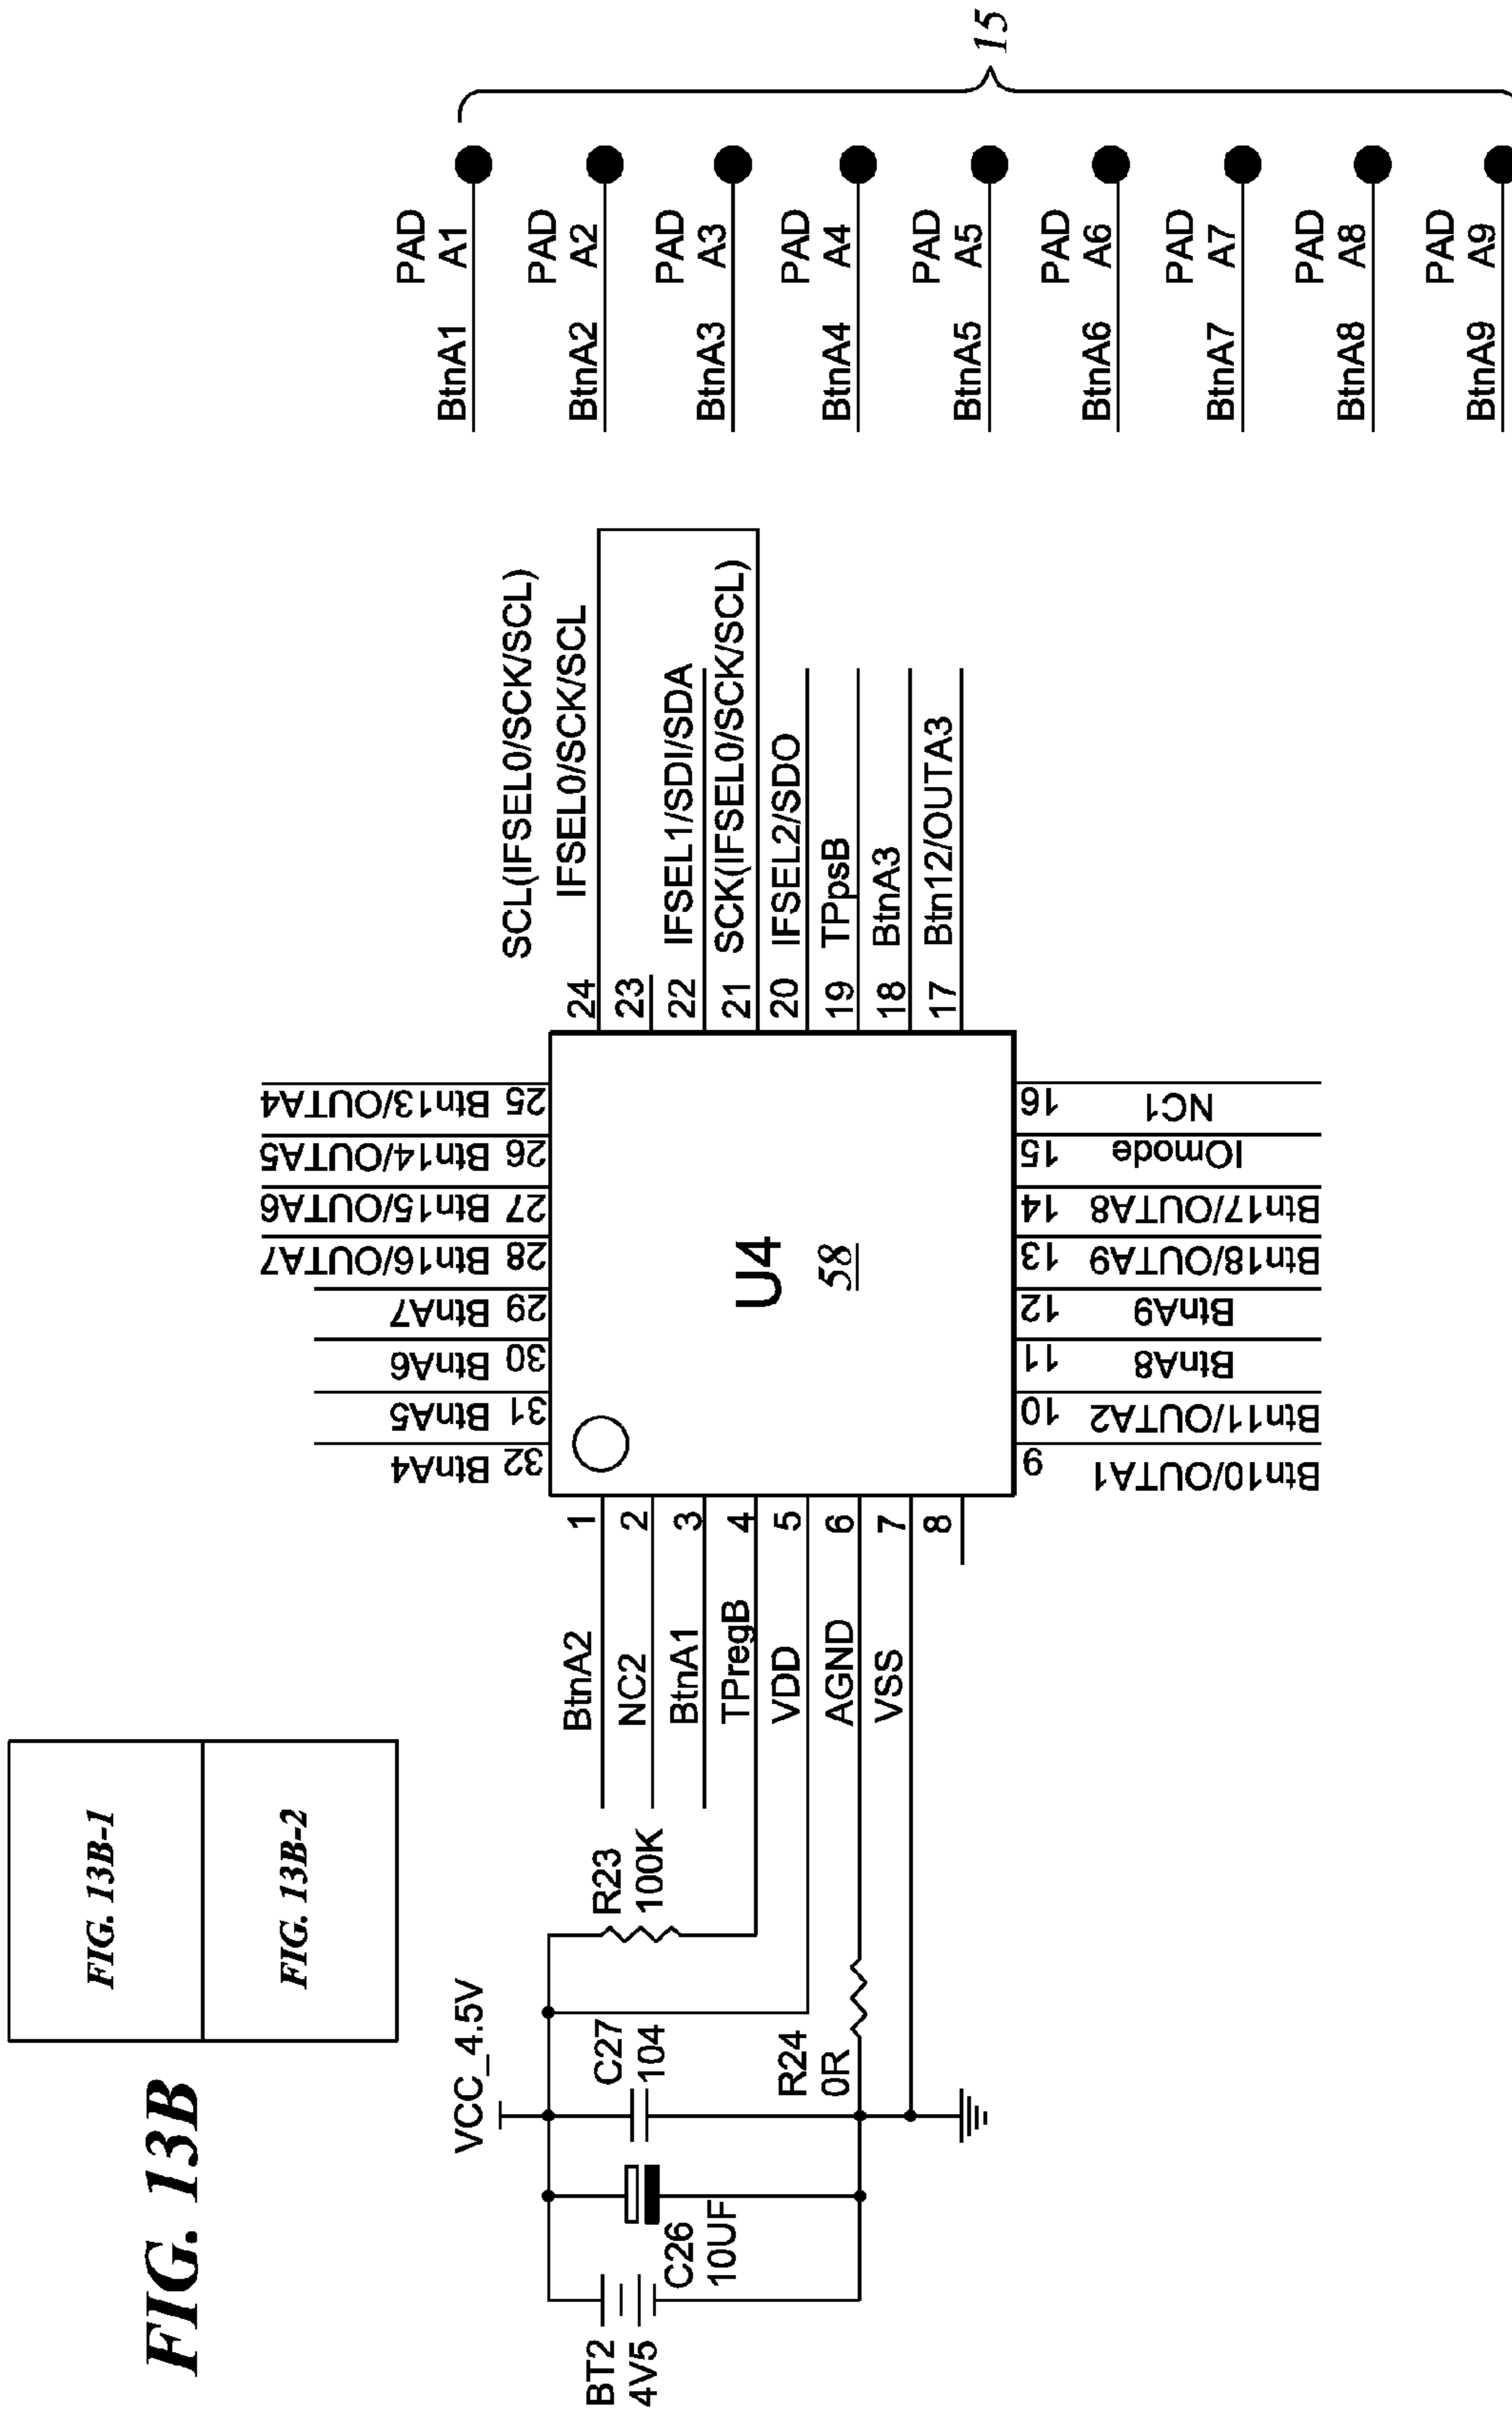 FIG. 13B
FIG. 13B-1
FIG. 13B-2
VCC_4.5V
BT2
4V5
C26
10UF
C27
104
R24
0R
R23
100K
BtnA2 1
NC2 2
BtnA1 3
TPregB 4
VDD 5
AGND 6
VSS 7
8
32 BtnA4
31 BtnA5
30 BtnA6
29 BtnA7
28 Btn16/OUTA7
27 Btn15/OUTA6
26 Btn14/OUTA5
25 Btn13/OUTA4
U4
58
9 Btn10/OUTA1
10 Btn11/OUTA2
11 BtnA8
12 BtnA9
13 Btn18/OUTA9
14 Btn17/OUTA8
15 IOmode
16 NC1
SCL(IFSEL0/SCK/SCL)
24 IFSEL0/SCK/SCL
23
22 IFSEL1/SDI/SDA
21 SCK(IFSEL0/SCK/SCL)
20 IFSEL2/SDO
19 TPpsB
18 BtnA3
17 Btn12/OUTA3
PAD
BtnA1 A1
PAD
BtnA2 A2
PAD
BtnA3 A3
PAD
BtnA4 A4
PAD
BtnA5 A5
PAD
BtnA6 A6
PAD
BtnA7 A7
PAD
BtnA8 A8
PAD
BtnA9 A9
15